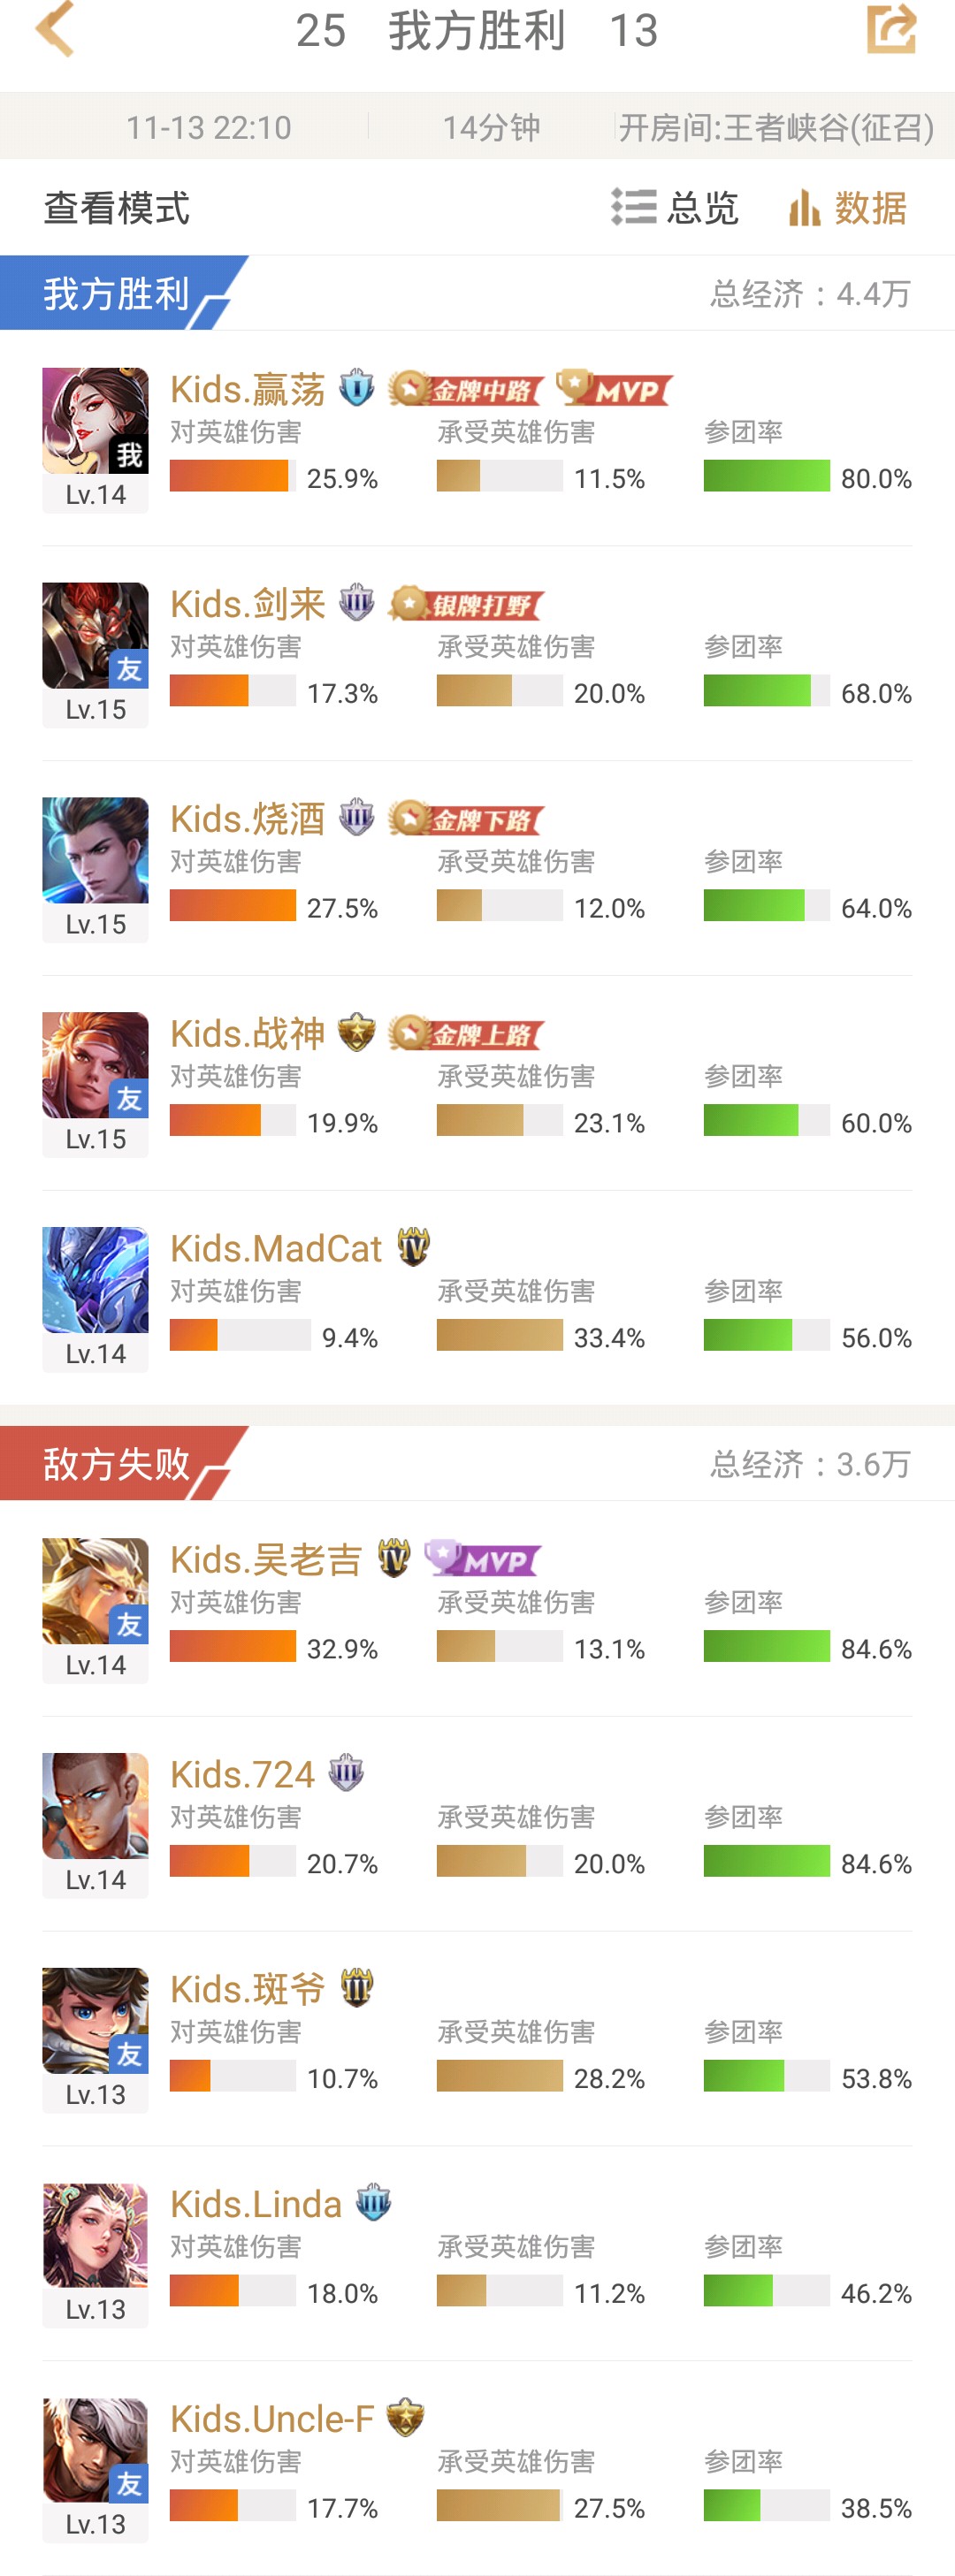 25 我方胜利 13
11-13 22:10 14分钟 开房间:王者峡谷(征召)
查看模式 总览 数据
我方胜利 总经济：4.4万
Kids.赢荡 I 金牌中路 MVP
对英雄伤害 承受英雄伤害 参团率
我 25.9% 11.5% 80.0%
Lv.14
Kids.剑来 III 银牌打野
对英雄伤害 承受英雄伤害 参团率
友 17.3% 20.0% 68.0%
Lv.15
Kids.烧酒 III 金牌下路
对英雄伤害 承受英雄伤害 参团率
27.5% 12.0% 64.0%
Lv.15
Kids.战神 金牌上路
对英雄伤害 承受英雄伤害 参团率
友 19.9% 23.1% 60.0%
Lv.15
Kids.MadCat IV
对英雄伤害 承受英雄伤害 参团率
9.4% 33.4% 56.0%
Lv.14
敌方失败 总经济：3.6万
Kids.吴老吉 IV MVP
对英雄伤害 承受英雄伤害 参团率
友 32.9% 13.1% 84.6%
Lv.14
Kids.724 III
对英雄伤害 承受英雄伤害 参团率
20.7% 20.0% 84.6%
Lv.14
Kids.斑爷 III
对英雄伤害 承受英雄伤害 参团率
友 10.7% 28.2% 53.8%
Lv.13
Kids.Linda III
对英雄伤害 承受英雄伤害 参团率
18.0% 11.2% 46.2%
Lv.13
Kids.Uncle-F
对英雄伤害 承受英雄伤害 参团率
友 17.7% 27.5% 38.5%
Lv.13